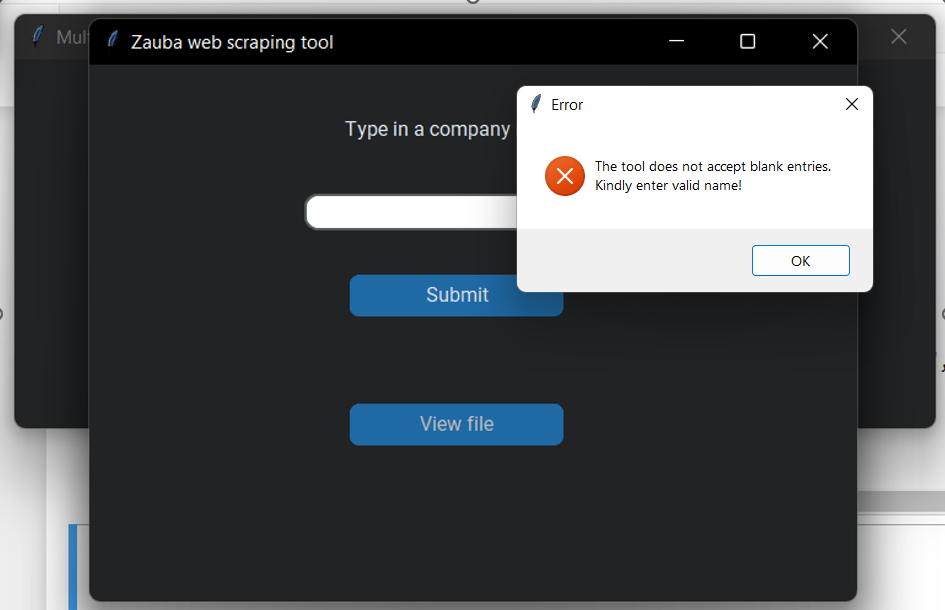 Mul
Zauba web scraping tool
Error
Type in a company
The tool does not accept blank entries.
Kindly enter valid name!
OK
Submit
View file